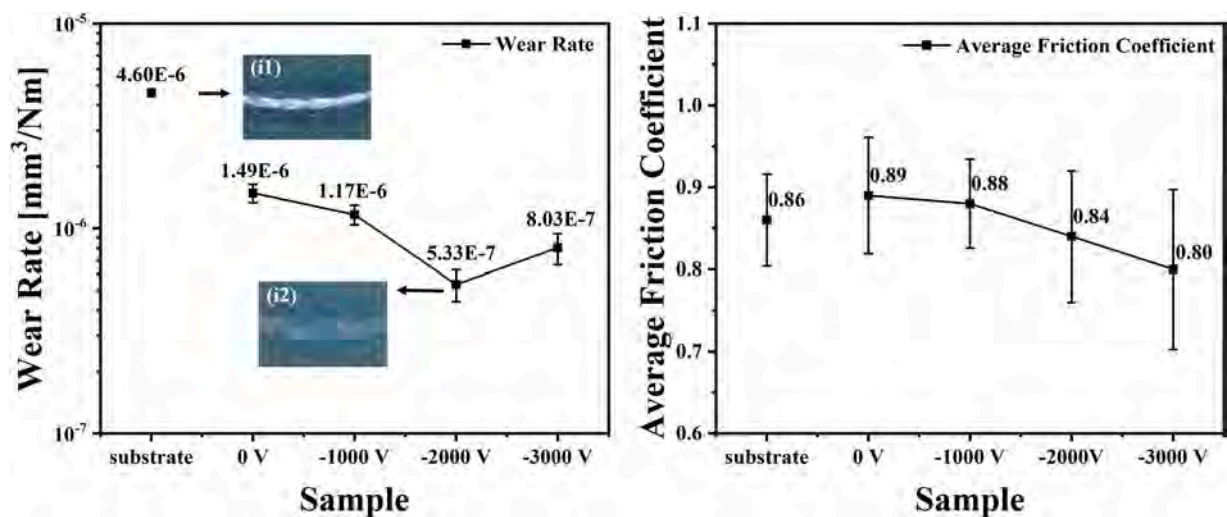 Wear Rate [mm³/Nm]
10⁻⁵
10⁻⁶
10⁻⁷
Wear Rate
4.60E-6
(i1)
1.49E-6
1.17E-6
5.33E-7
8.03E-7
(i2)
substrate 0 V -1000 V -2000 V -3000 V
Sample
Average Friction Coefficient
1.1
1.0
0.9
0.8
0.7
0.6
Average Friction Coefficient
0.86
0.89
0.88
0.84
0.80
substrate 0 V -1000 V -2000V -3000 V
Sample